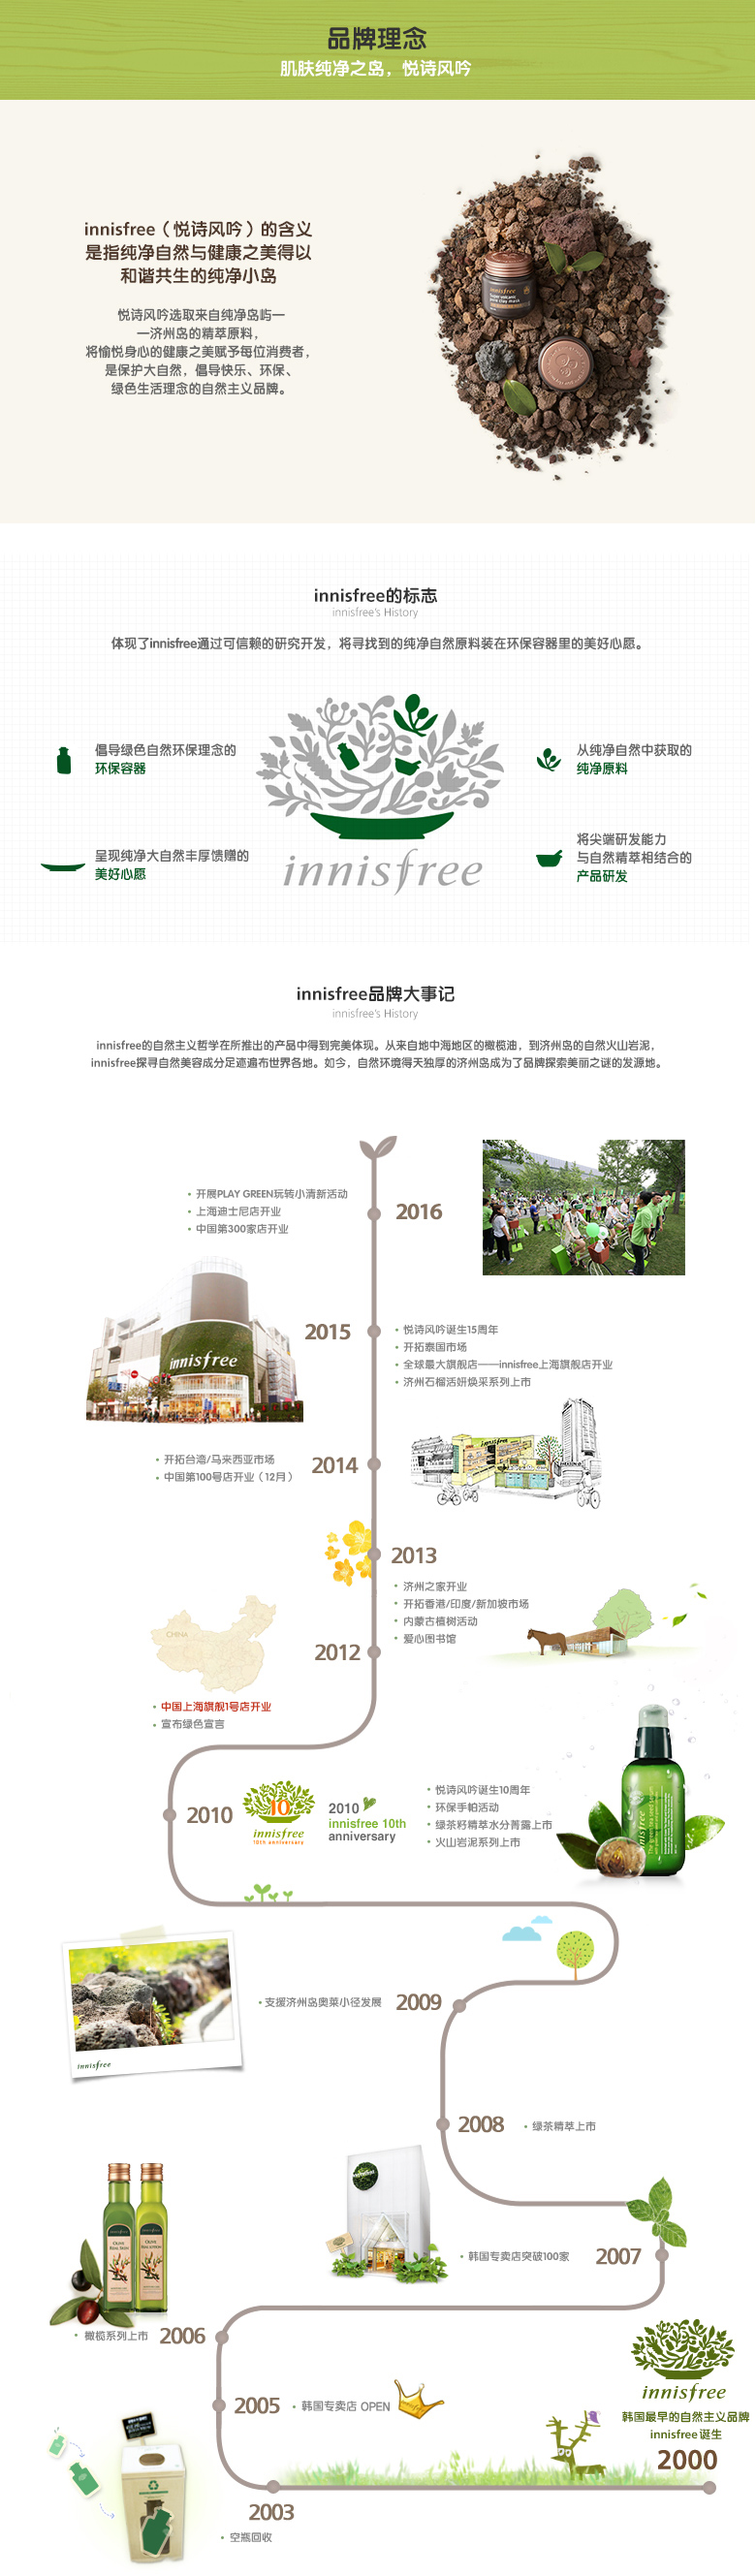 品牌理念
肌肤纯净之岛，悦诗风吟
innisfree（悦诗风吟）的含义
是指纯净自然与健康之美得以
和谐共生的纯净小岛
悦诗风吟选取来自纯净岛屿一
一济州岛的精萃原料，
将愉悦身心的健康之美赋予每位消费者，
是保护大自然，倡导快乐、环保、
绿色生活理念的自然主义品牌。
innisfree
innisfree的标志
innisfree's History
体现了innisfree通过可信赖的研究开发，将寻找到的纯净自然原料装在环保容器里的美好心愿。
倡导绿色自然环保理念的
环保容器
从纯净自然中获取的
纯净原料
呈现纯净大自然丰厚馈赠的
美好心愿
将尖端研发能力
与自然精萃相结合的
产品研发
innisfree
innisfree品牌大事记
innisfree's History
innisfree的自然主义哲学在所推出的产品中得到完美体现。从来自地中海地区的橄榄油，到济州岛的自然火山岩泥，
innisfree探寻自然美容成分足迹遍布世界各地。如今，自然环境得天独厚的济州岛成为了品牌探索美丽之谜的发源地。
• 开展PLAY GREEN玩转小清新活动
• 上海迪士尼店开业
• 中国第300家店开业
2016
innisfree
2015
• 悦诗风吟诞生15周年
• 开拓泰国市场
• 全球最大旗舰店——innisfree上海旗舰店开业
• 济州石榴活妍焕采系列上市
• 开拓台湾/马来西亚市场
• 中国第100号店开业（12月）
2014
innisfree
2013
• 济州之家开业
• 开拓香港/印度/新加坡市场
• 内蒙古植树活动
• 爱心图书馆
CHINA
2012
• 中国上海旗舰1号店开业
• 宣布绿色宣言
2010
10
innisfree
10th anniversary
2010
innisfree 10th
anniversary
• 悦诗风吟诞生10周年
• 环保手帕活动
• 绿茶籽精萃水分菁露上市
• 火山岩泥系列上市
innisfree
innisfree
• 支援济州岛奥莱小径发展
2009
2008
• 绿茶精萃上市
• 韩国专卖店突破100家
2007
• 橄榄系列上市
2006
2005
• 韩国专卖店 OPEN
innisfree
韩国最早的自然主义品牌
innisfree 诞生
2000
2003
• 空瓶回收